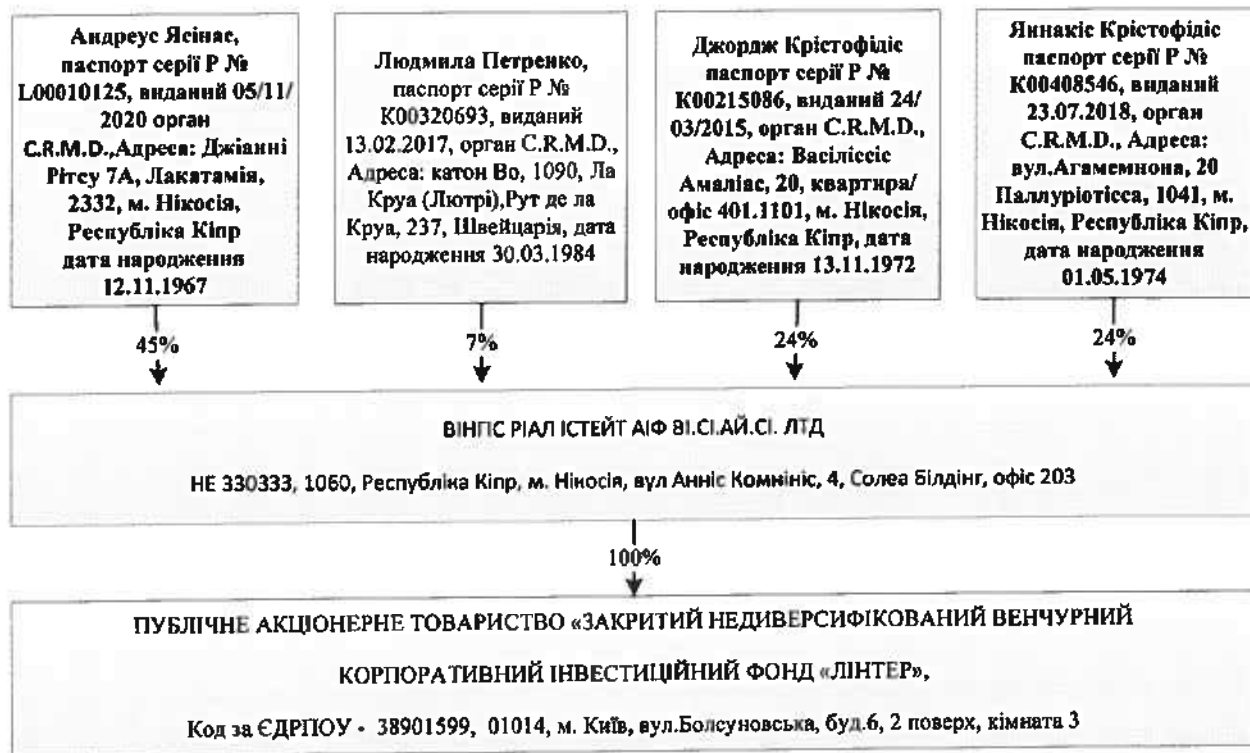 Андреус Ясінас,
паспорт серії Р №
L00010125, виданий 05/11/
2020 орган
C.R.M.D.,Адреса: Джіанні
Рітсу 7А, Лакатамія,
2332, м. Нікосія,
Республіка Кіпр
дата народження
12.11.1967
Людмила Петренко,
паспорт серії Р №
К00320693, виданий
13.02.2017, орган C.R.M.D.,
Адреса: катон Во, 1090, Ла
Круа (Лютрі),Рут де ла
Круа, 237, Швейцарія, дата
народження 30.03.1984
Джордж Крістофідіс
паспорт серії Р №
К00215086, виданий 24/
03/2015, орган C.R.M.D.,
Адреса: Васіліссіс
Амаліас, 20, квартира/
офіс 401.1101, м. Нікосія,
Республіка Кіпр, дата
народження 13.11.1972
Яннакіс Крістофідіс
паспорт серії Р №
К00408546, виданий
23.07.2018, орган
C.R.M.D., Адреса:
вул.Агамемнона, 20
Паллуріотісса, 1041, м.
Нікосія, Республіка Кіпр,
дата народження
01.05.1974
45%
7%
24%
24%
ВІНГІС РІАЛ ІСТЕЙТ АІФ ВІ.СІ.АЙ.СІ. ЛТД
НЕ 330333, 1060, Республіка Кіпр, м. Нікосія, вул Анніс Комнініс, 4, Солеа Білдінг, офіс 203
100%
ПУБЛІЧНЕ АКЦІОНЕРНЕ ТОВАРИСТВО «ЗАКРИТИЙ НЕДИВЕРСИФІКОВАНИЙ ВЕНЧУРНИЙ
КОРПОРАТИВНИЙ ІНВЕСТИЦІЙНИЙ ФОНД «ЛІНТЕР»,
Код за ЄДРПОУ - 38901599, 01014, м. Київ, вул.Болсуновська, буд.6, 2 поверх, кімната 3